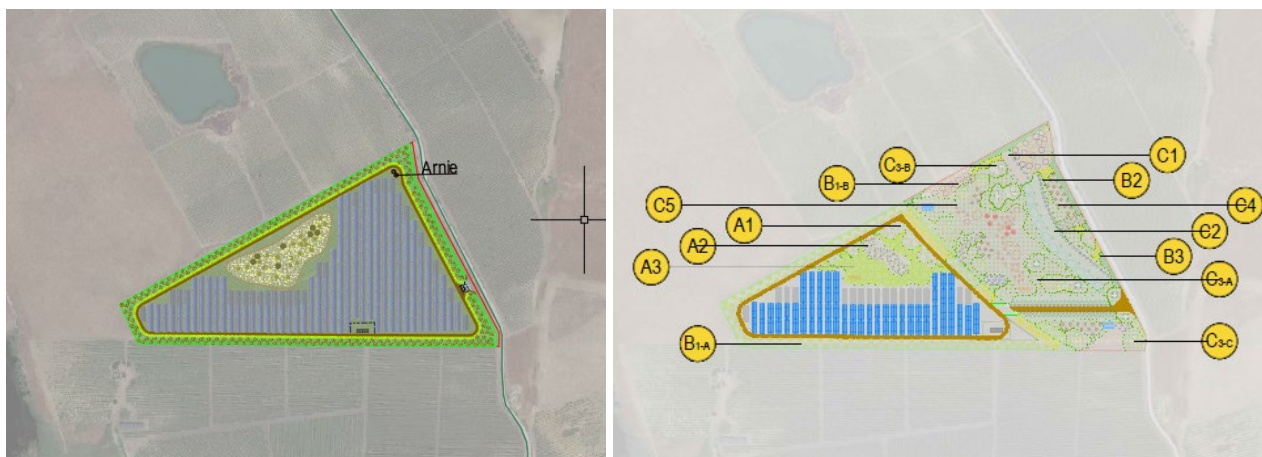 Arnie
C1
C3-B
B2
B1-B
C5
C4
A1
C2
A2
B3
A3
C3-A
B1-A
C3-C